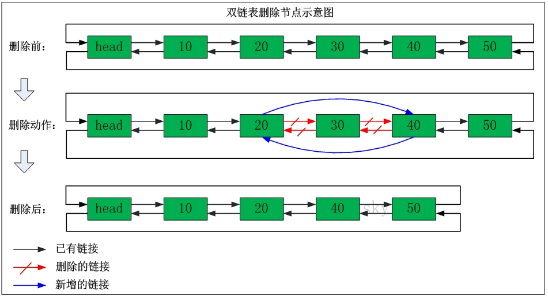 双链表删除节点示意图
删除前：
head 10 20 30 40 50
删除动作：
head 10 20 30 40 50
删除后：
head 10 20 40 50
sky
已有链接
删除的链接
新增的链接